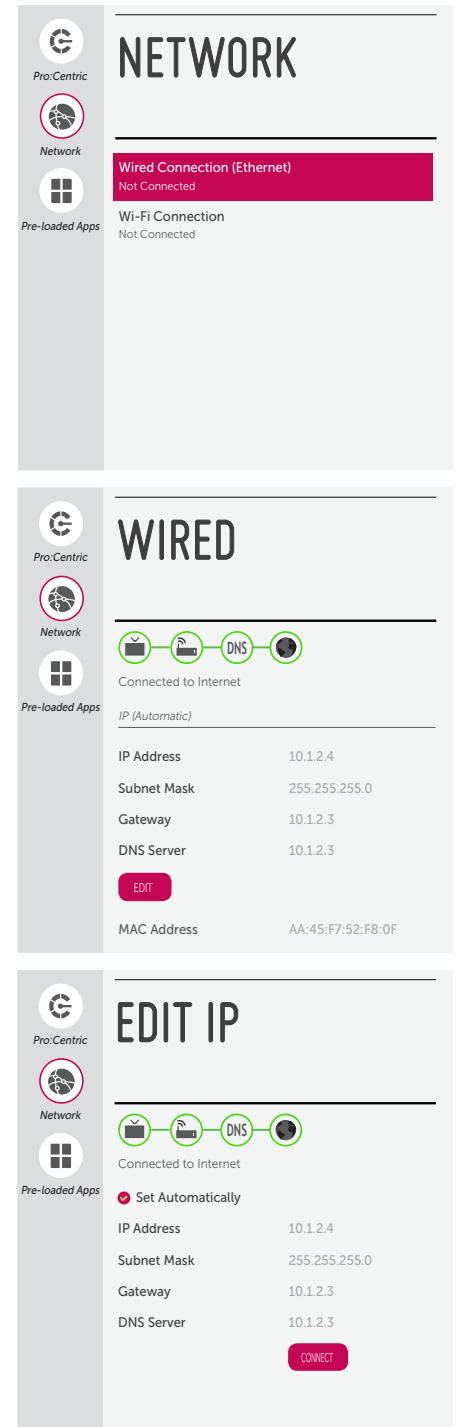 Pro:Centric
NETWORK
Network
Pre-loaded Apps
Wired Connection (Ethernet)
Not Connected
Wi-Fi Connection
Not Connected
Pro:Centric
WIRED
Network
Pre-loaded Apps
DNS
Connected to Internet
IP (Automatic)
IP Address 10.1.2.4
Subnet Mask 255.255.255.0
Gateway 10.1.2.3
DNS Server 10.1.2.3
EDIT
MAC Address AA:45:F7:52:F8:0F
Pro:Centric
EDIT IP
Network
Pre-loaded Apps
DNS
Connected to Internet
Set Automatically
IP Address 10.1.2.4
Subnet Mask 255.255.255.0
Gateway 10.1.2.3
DNS Server 10.1.2.3
CONNECT